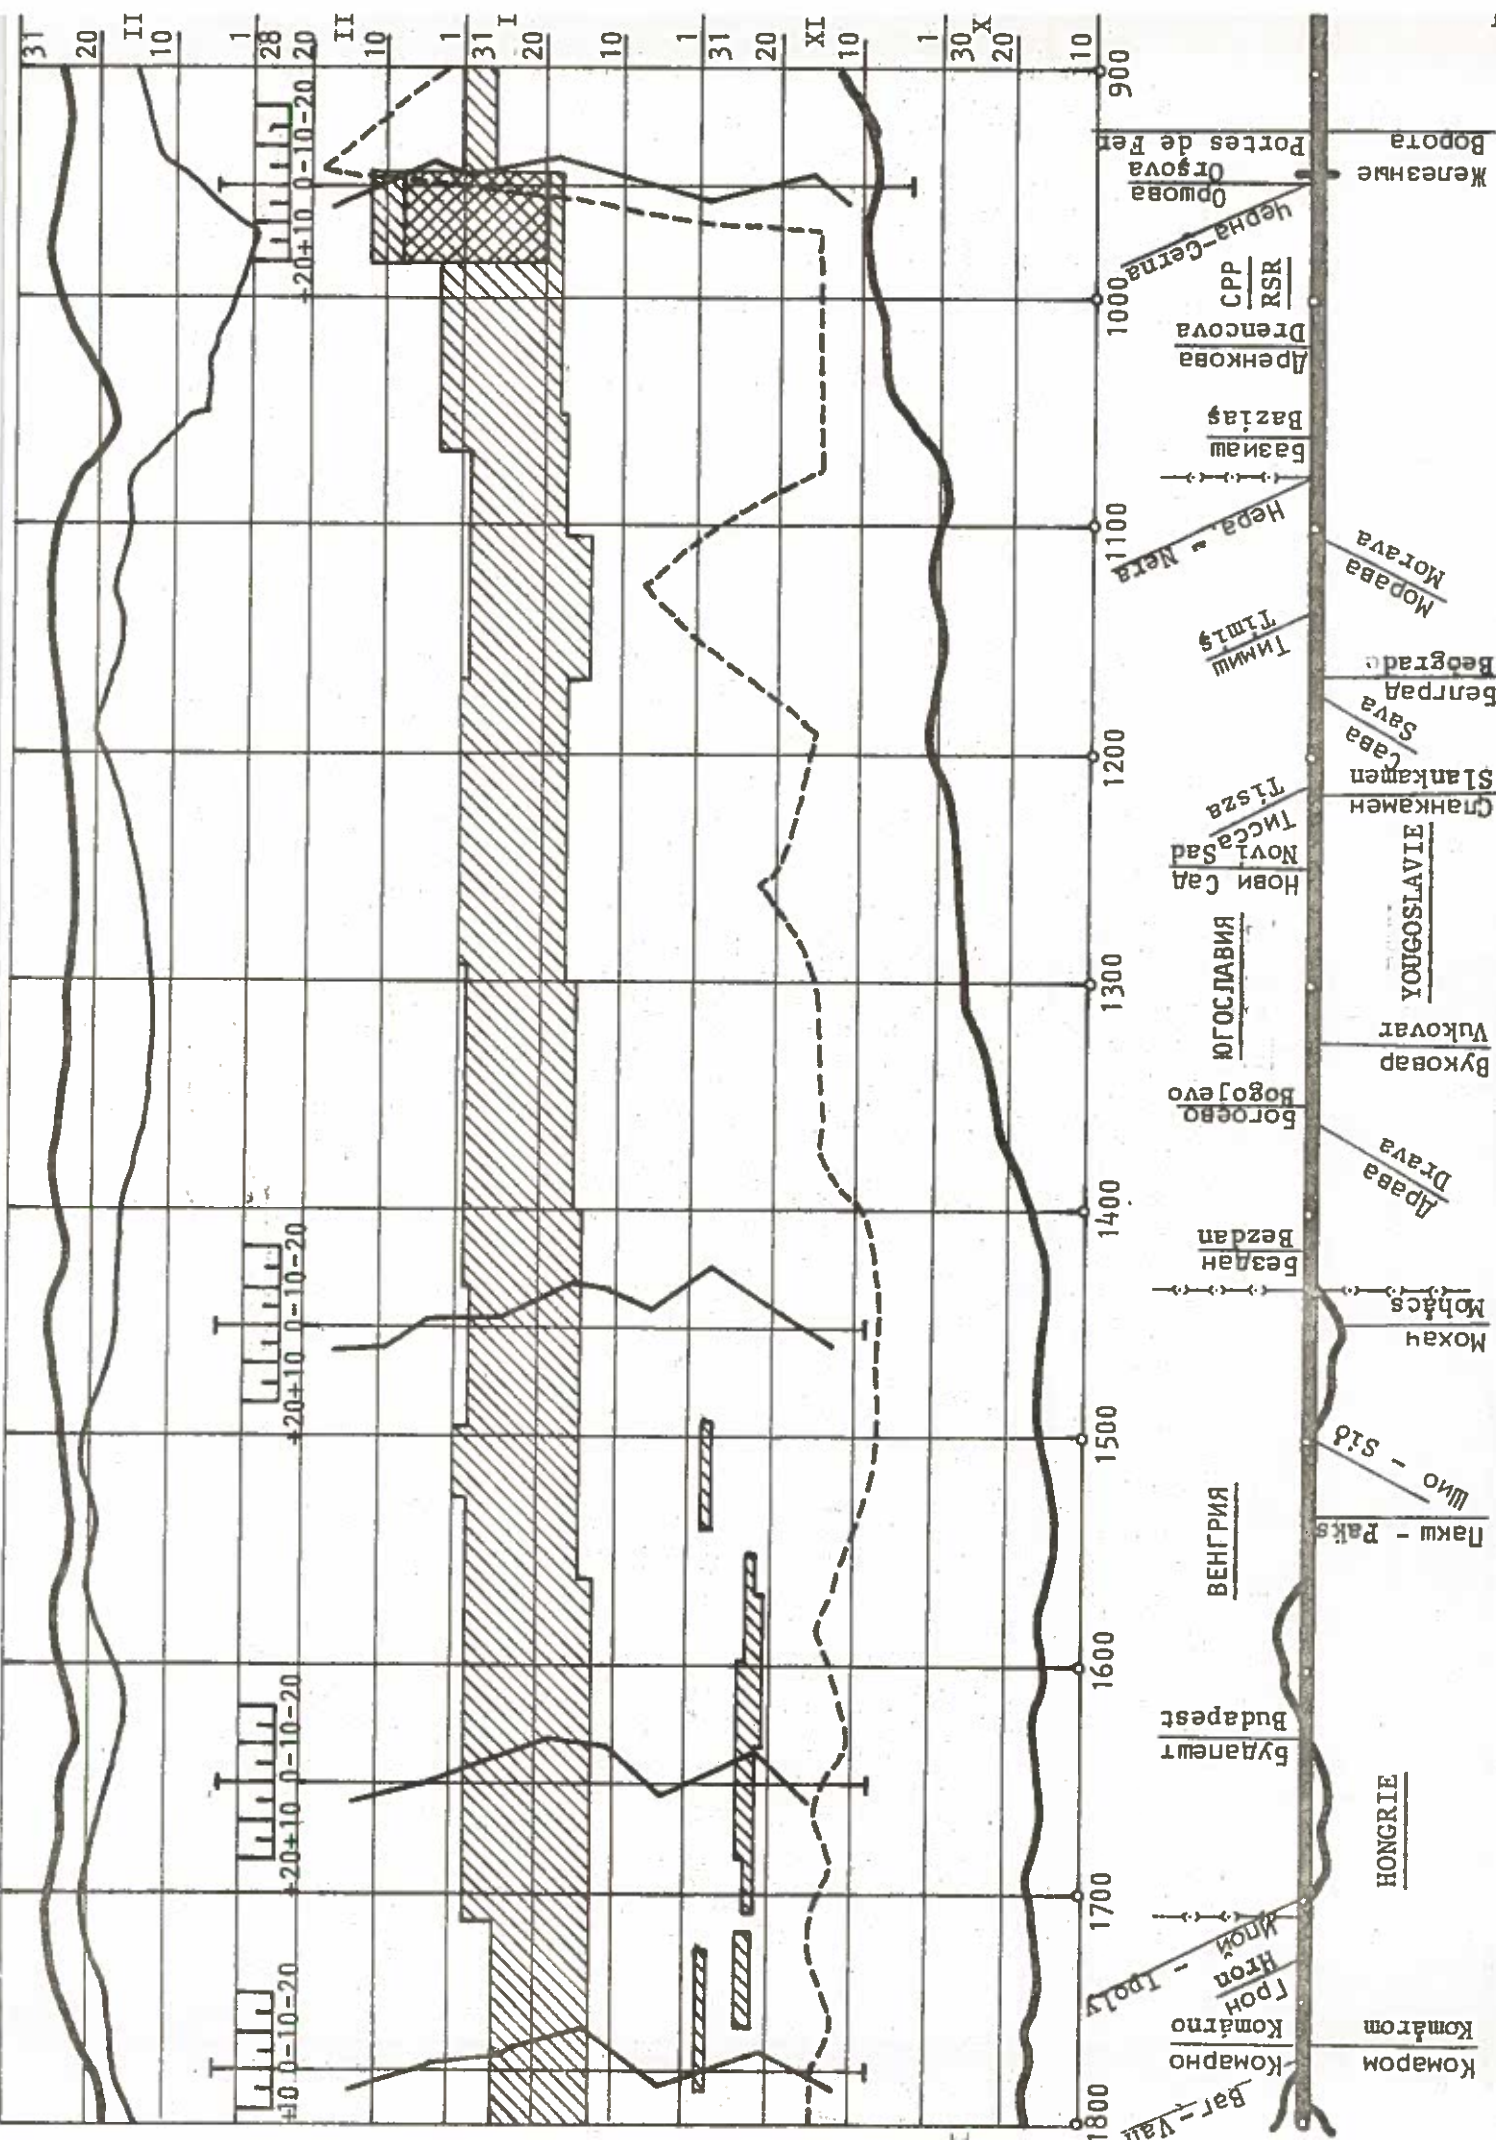 31
20
II
10
1
28
20
II
10
1
31
I
20
10
1
31
20
XI
10
1
30
X
20
10
+20+10 0-10-20
+20+10 0-10-20
+20+10 0-10-20
+10 0-10-20
900
1000
1100
1200
1300
1400
1500
1600
1700
1800
Железные
Ворота
Portes de Fer
Оршова
Orşova
Черна-Cerna
СРР
RSR
Дренкова
Drencova
Базиаш
Baziaş
Nera - Нера
Морава
Morava
Тимиш
Timiş
Белград
Beograd
Сава
Sava
Сланкамен
Slankamen
Тисса
Tisza
Нови Сад
Novi Sad
ЮГОСЛАВИЯ
YOUGOSLAVIE
Вуковар
Vukovar
Богоево
Bogojevo
Драва
Drava
Бездан
Bezdan
Мохач
Mohács
Шио - Sió
Пакш - Paks
ВЕНГРИЯ
HONGRIE
Будапешт
Budapest
Ipoly - Ипой
Грон
Hron
Комарно
Komárno
Комаром
Komárom
Ваг-Vah